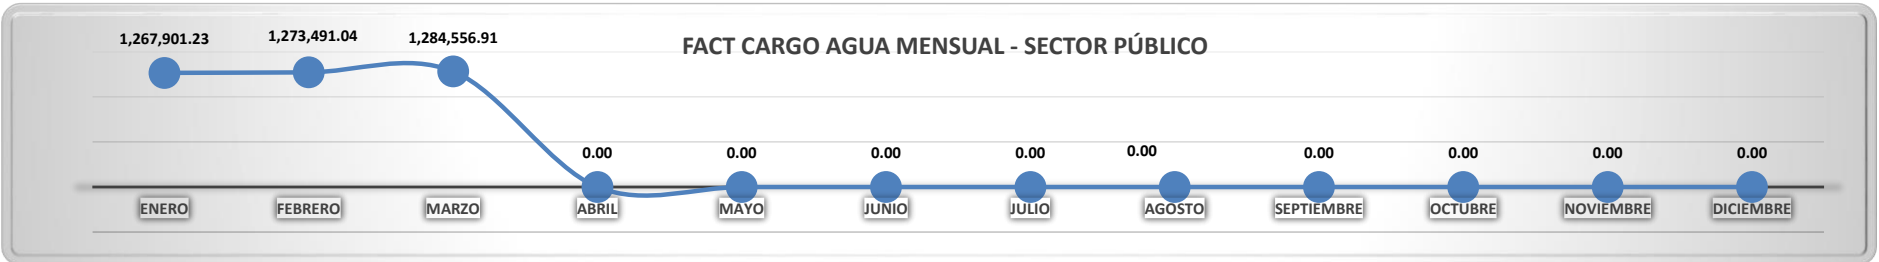 FACT CARGO AGUA MENSUAL - SECTOR PÚBLICO
1,267,901.23 1,273,491.04 1,284,556.91
0.00 0.00 0.00 0.00 0.00 0.00 0.00 0.00 0.00
ENERO FEBRERO MARZO ABRIL MAYO JUNIO JULIO AGOSTO SEPTIEMBRE OCTUBRE NOVIEMBRE DICIEMBRE